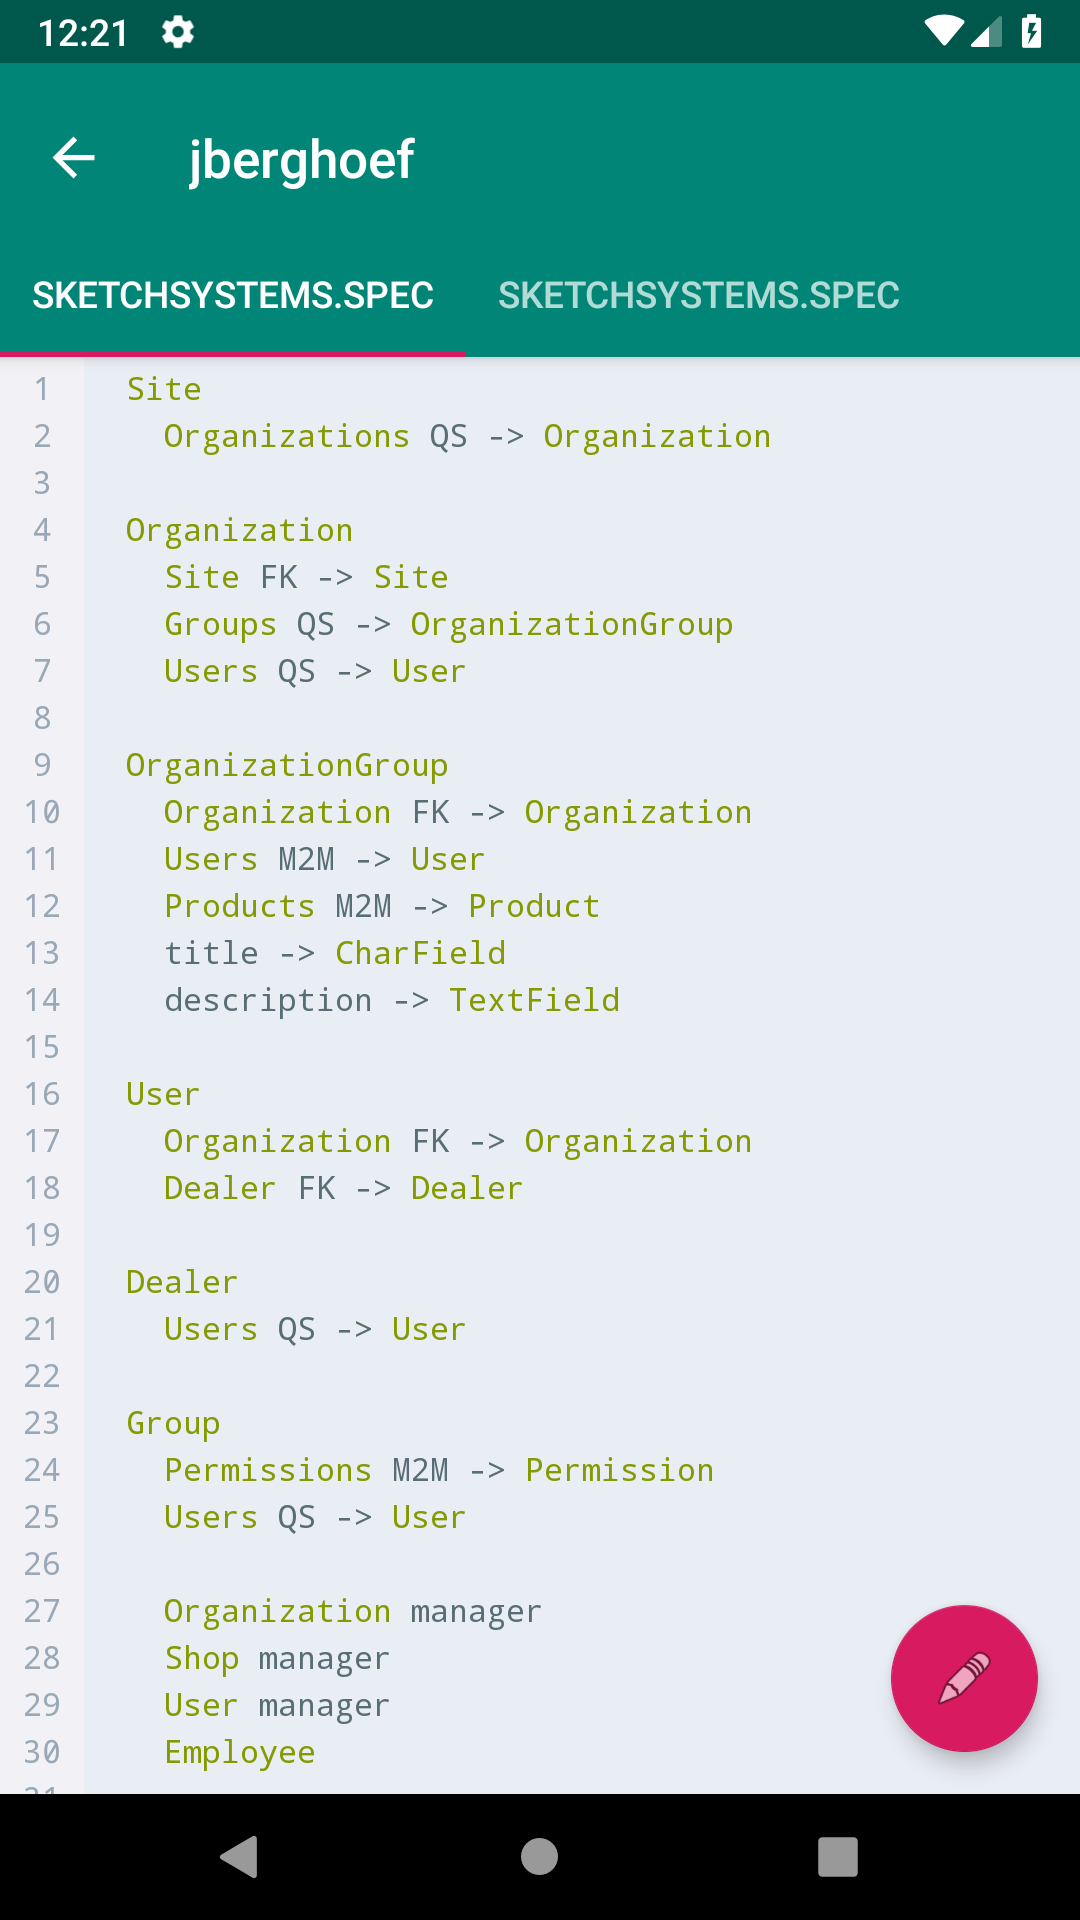 12:21
jberghoef
SKETCHSYSTEMS.SPEC SKETCHSYSTEMS.SPEC
1 Site
2 Organizations QS -> Organization
3
4 Organization
5 Site FK -> Site
6 Groups QS -> OrganizationGroup
7 Users QS -> User
8
9 OrganizationGroup
10 Organization FK -> Organization
11 Users M2M -> User
12 Products M2M -> Product
13 title -> CharField
14 description -> TextField
15
16 User
17 Organization FK -> Organization
18 Dealer FK -> Dealer
19
20 Dealer
21 Users QS -> User
22
23 Group
24 Permissions M2M -> Permission
25 Users QS -> User
26
27 Organization manager
28 Shop manager
29 User manager
30 Employee